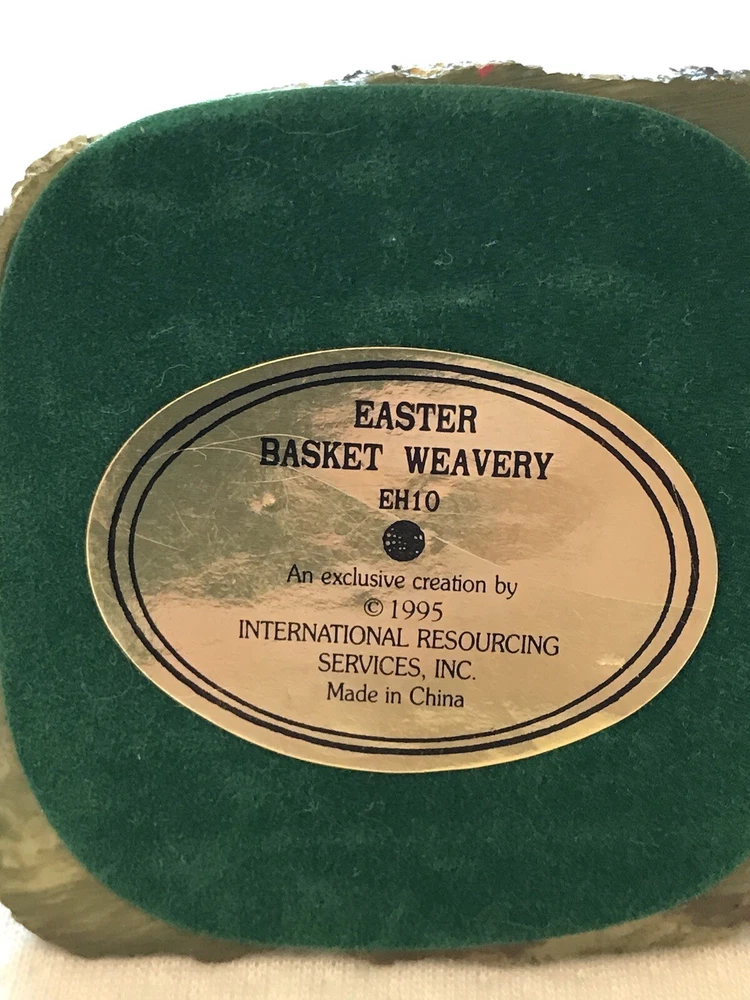 EASTER
BASKET WEAVERY
EH10
An exclusive creation by
© 1995
INTERNATIONAL RESOURCING
SERVICES, INC.
Made in China